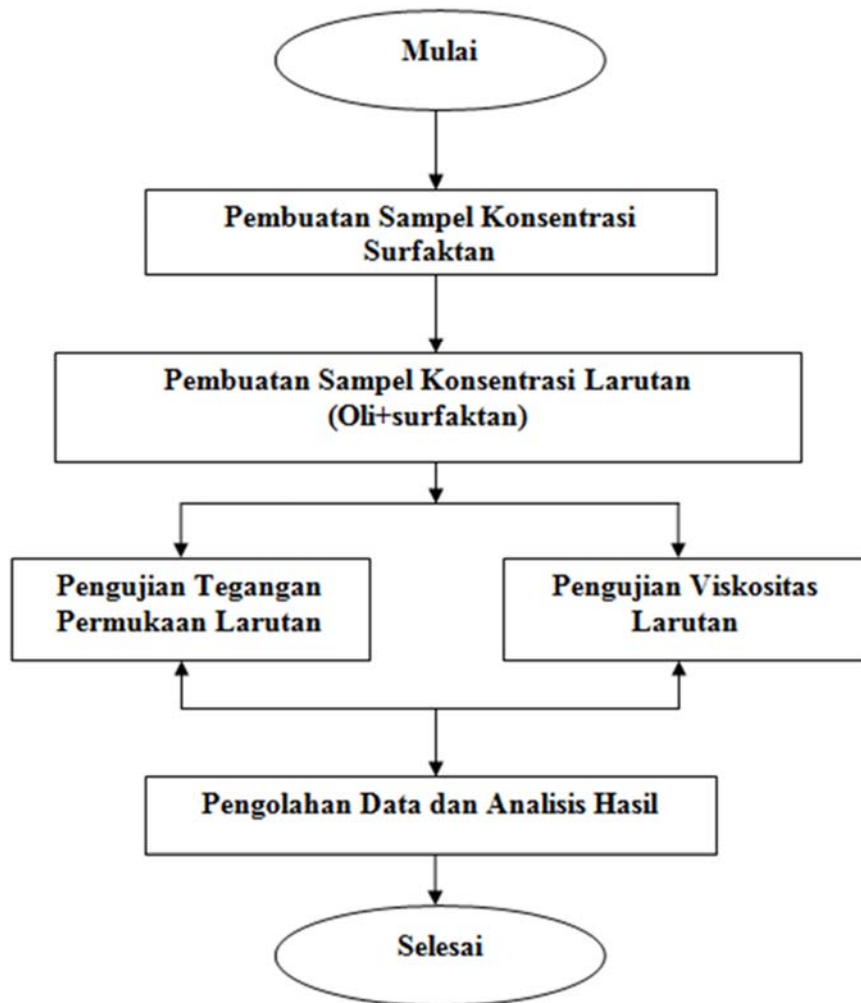 Mulai
Pembuatan Sampel Konsentrasi
Surfaktan
Pembuatan Sampel Konsentrasi Larutan
(Oli+surfaktan)
Pengujian Tegangan
Permukaan Larutan
Pengujian Viskositas
Larutan
Pengolahan Data dan Analisis Hasil
Selesai